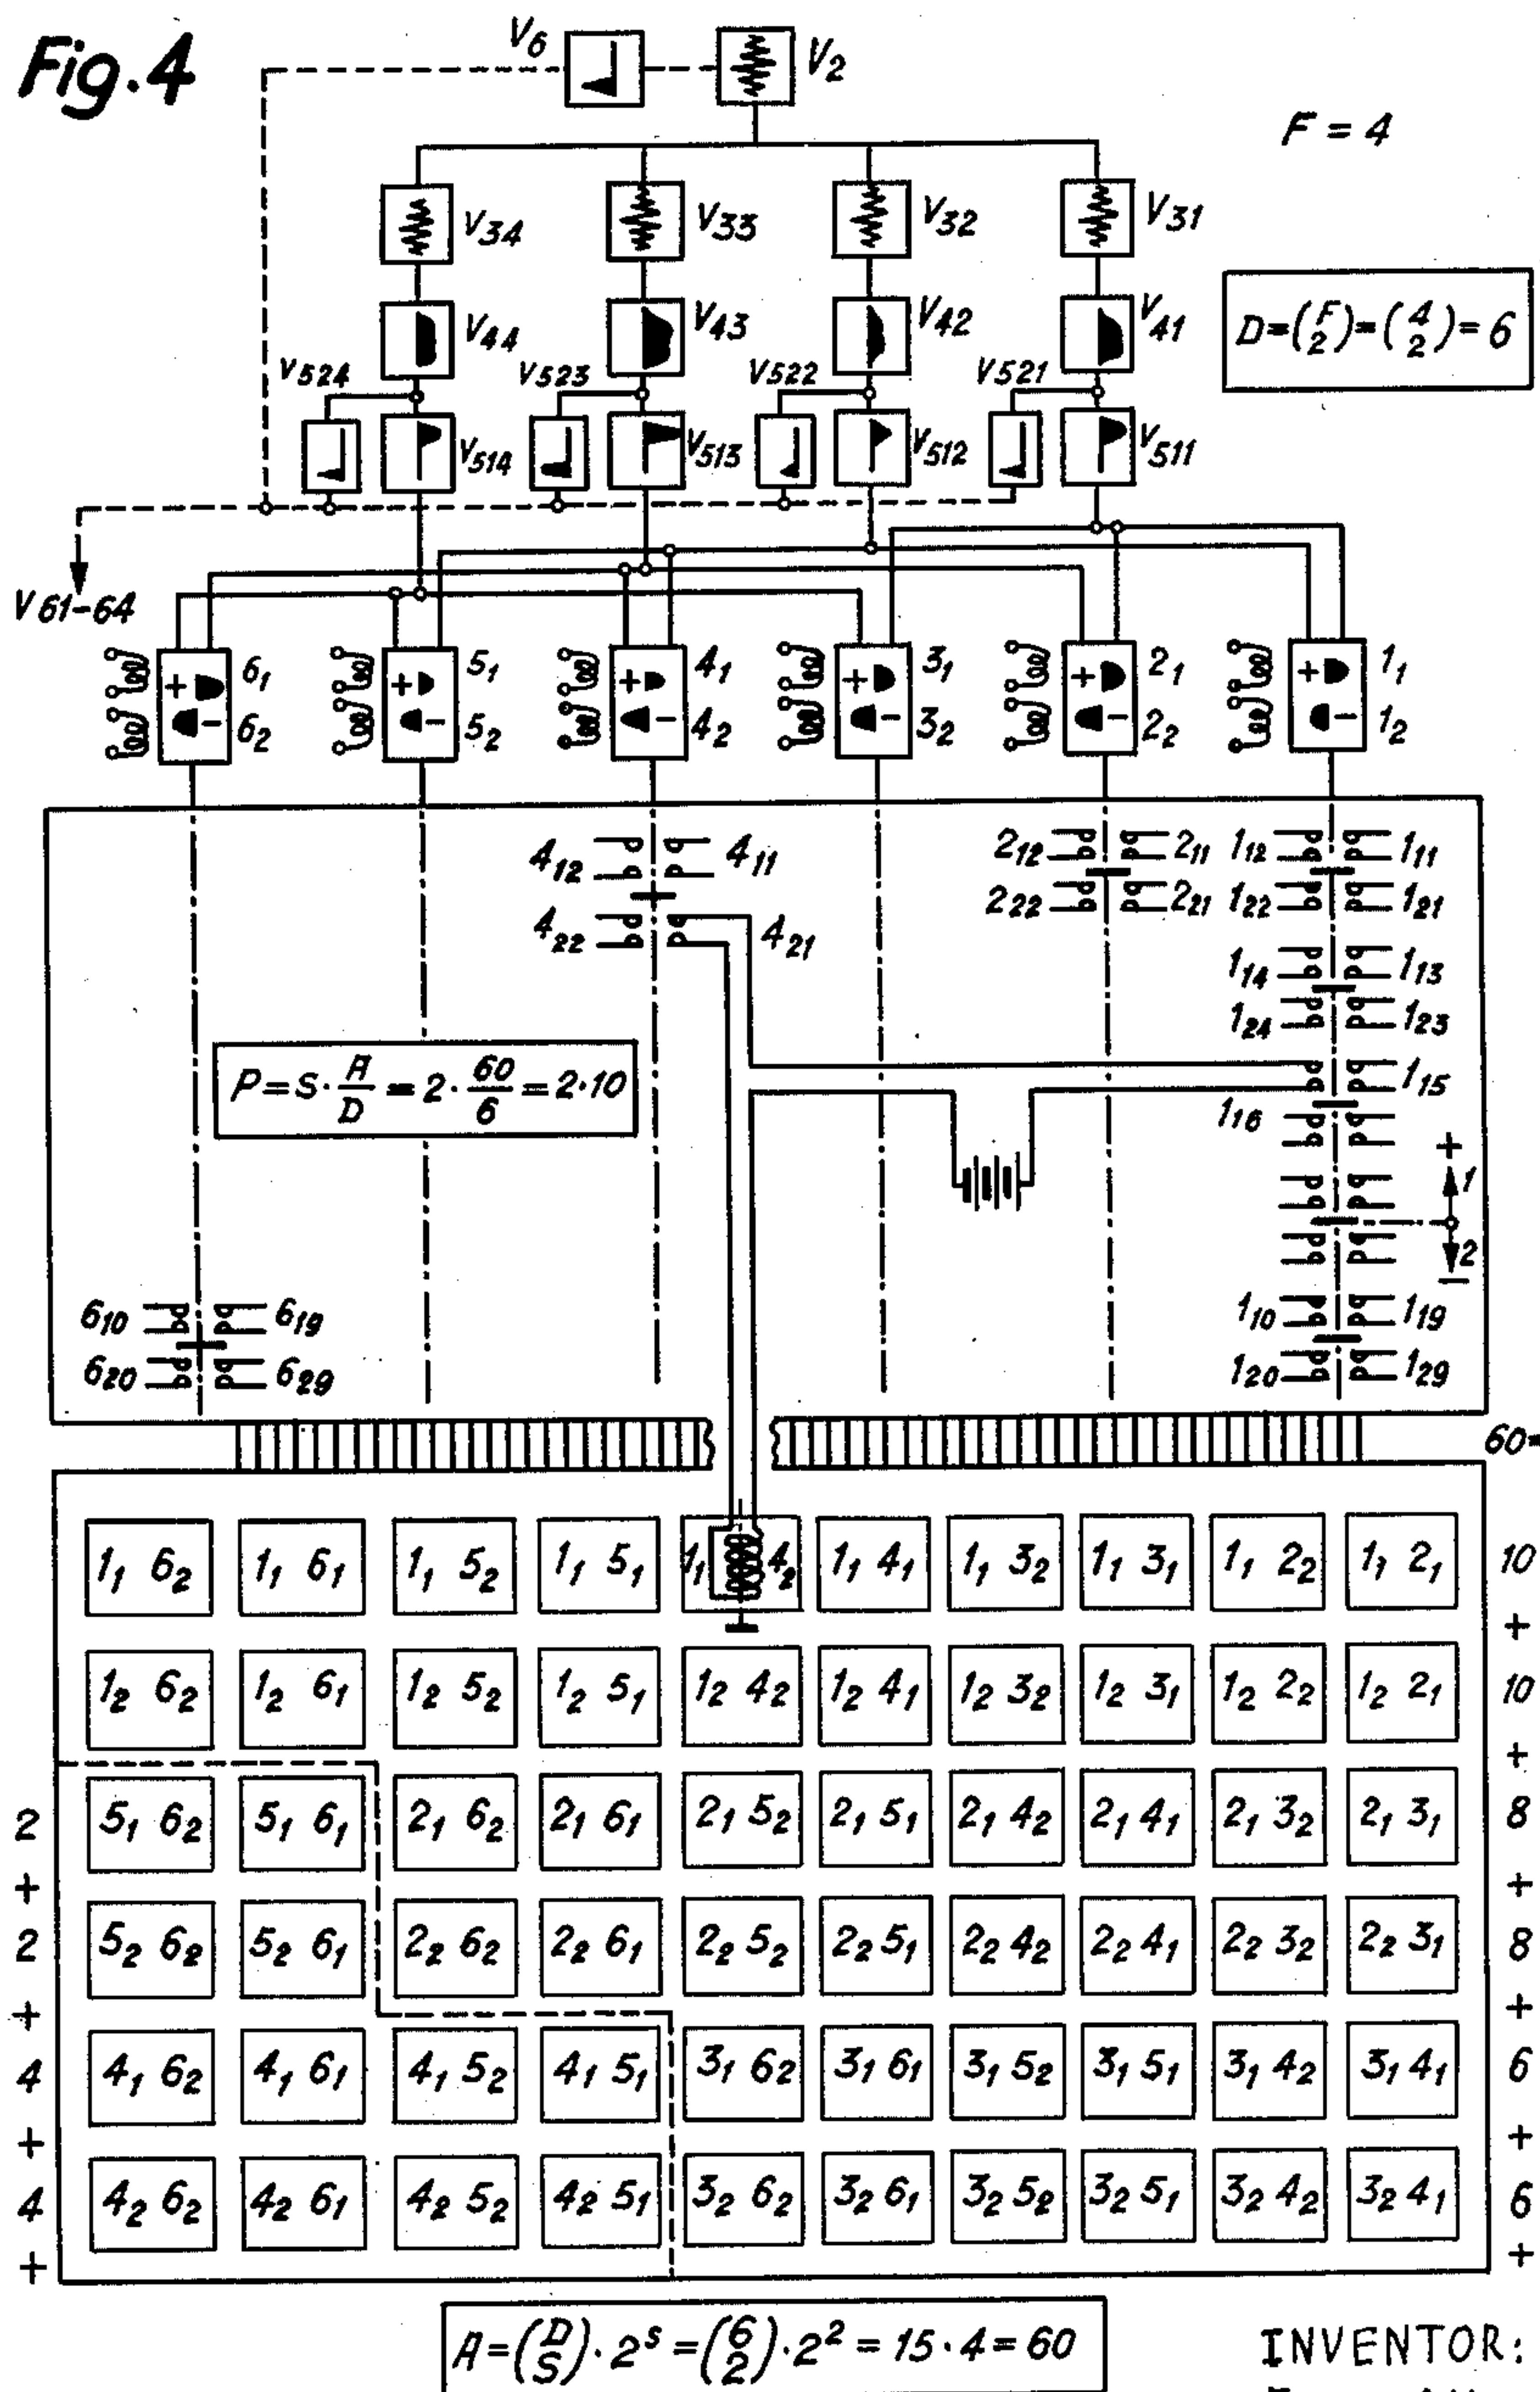 Fig.4
V6
V2
F = 4
V34
V33
V32
V31
V44
V43
V42
V41
D=(F/2)=(4/2)=6
V524
V523
V522
V521
V514
V513
V512
V511
V61-64
+ 6₁
− 6₂
+ 5₁
− 5₂
+ 4₁
− 4₂
+ 3₁
− 3₂
+ 2₁
− 2₂
+ 1₁
− 1₂
4₁₂ 4₁₁ 2₁₂ 2₁₁ 1₁₂ 1₁₁
4₂₂ 4₂₁ 2₂₂ 2₂₁ 1₂₂ 1₂₁
1₁₄ 1₁₃
1₂₄ 1₂₃
P=S·A/D=2·60/6=2·10
1₁₅
1₁₆
+
1
2
−
6₁₀ 6₁₉ 1₁₀ 1₁₉
6₂₀ 6₂₉ 1₂₀ 1₂₉
60=
1₁ 6₂ 1₁ 6₁ 1₁ 5₂ 1₁ 5₁ 1₁ 4₂ 1₁ 4₁ 1₁ 3₂ 1₁ 3₁ 1₁ 2₂ 1₁ 2₁ 10
+
1₂ 6₂ 1₂ 6₁ 1₂ 5₂ 1₂ 5₁ 1₂ 4₂ 1₂ 4₁ 1₂ 3₂ 1₂ 3₁ 1₂ 2₂ 1₂ 2₁ 10
+
2 5₁ 6₂ 5₁ 6₁ 2₁ 6₂ 2₁ 6₁ 2₁ 5₂ 2₁ 5₁ 2₁ 4₂ 2₁ 4₁ 2₁ 3₂ 2₁ 3₁ 8
+ +
2 5₂ 6₂ 5₂ 6₁ 2₂ 6₂ 2₂ 6₁ 2₂ 5₂ 2₂ 5₁ 2₂ 4₂ 2₂ 4₁ 2₂ 3₂ 2₂ 3₁ 8
+ +
4 4₁ 6₂ 4₁ 6₁ 4₁ 5₂ 4₁ 5₁ 3₁ 6₂ 3₁ 6₁ 3₁ 5₂ 3₁ 5₁ 3₁ 4₂ 3₁ 4₁ 6
+ +
4 4₂ 6₂ 4₂ 6₁ 4₂ 5₂ 4₂ 5₁ 3₂ 6₂ 3₂ 6₁ 3₂ 5₂ 3₂ 5₁ 3₂ 4₂ 3₂ 4₁ 6
+ +
A=(D/S)·2ˢ=(6/2)·2²=15·4=60
INVENTOR: